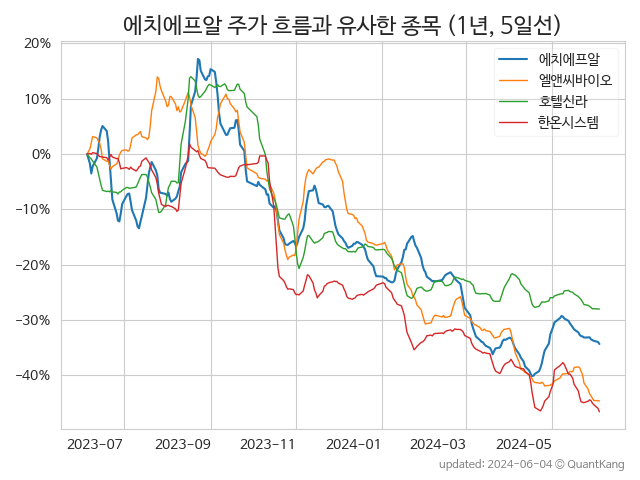 에치에프알 주가 흐름과 유사한 종목 (1년, 5일선)
에치에프알
엘앤씨바이오
호텔신라
한온시스템
20%
10%
0%
−10%
−20%
−30%
−40%
2023−07 2023−09 2023−11 2024−01 2024−03 2024−05
updated: 2024-06-04 © QuantKang